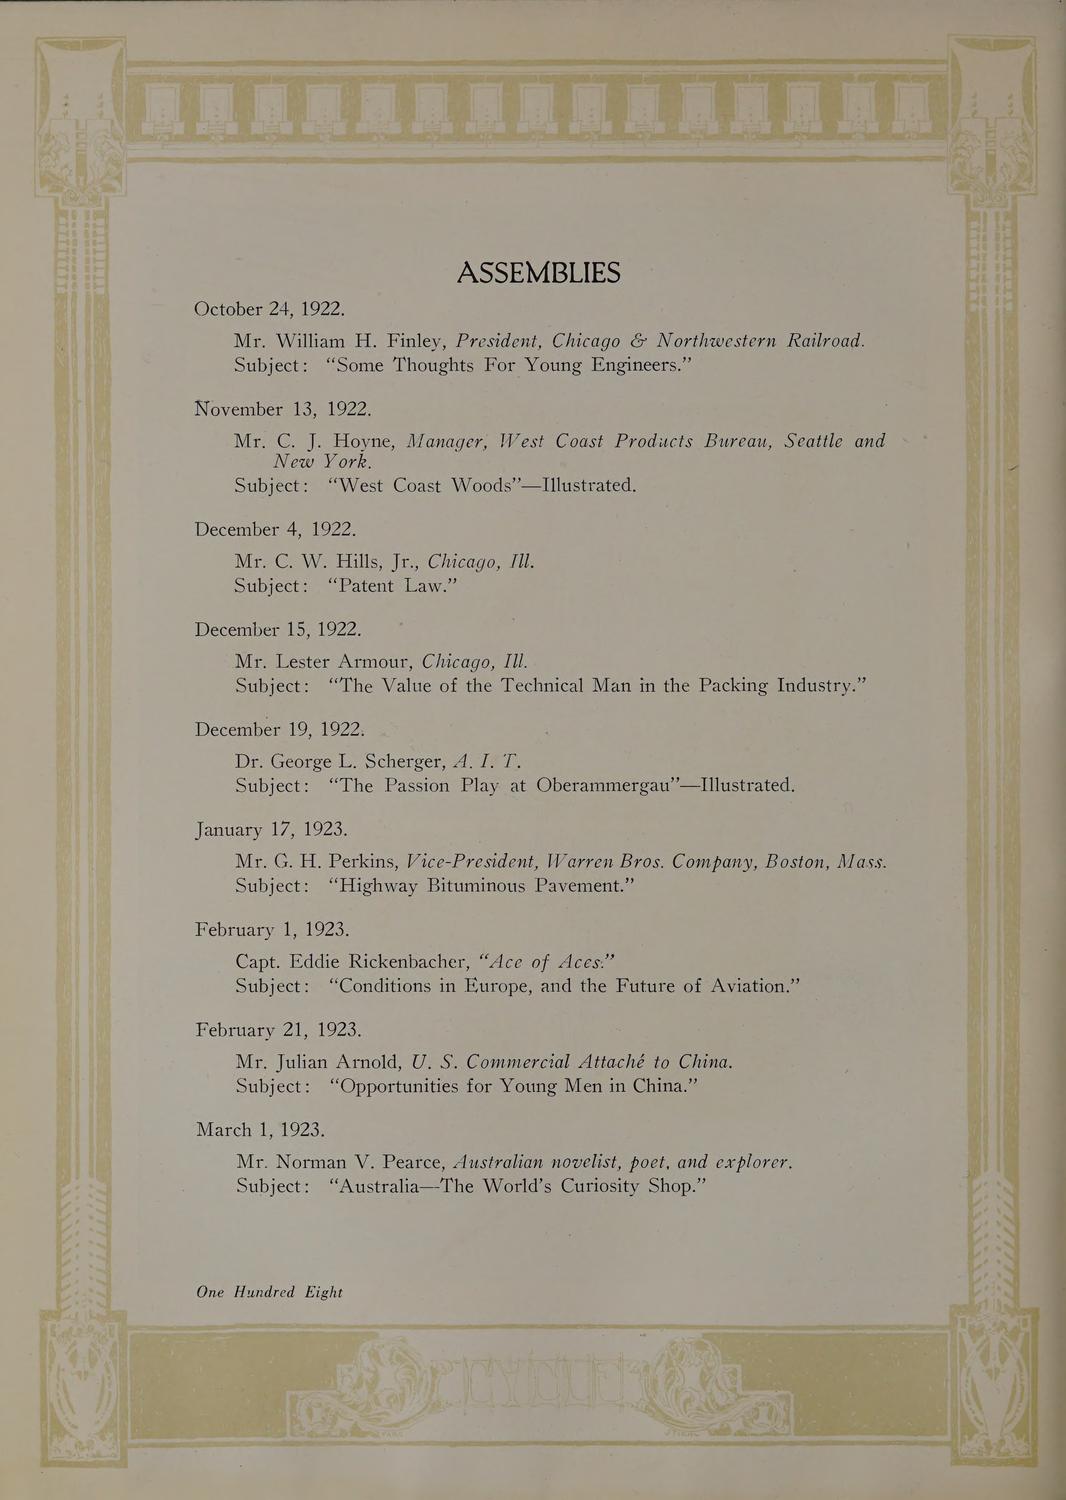 ASSEMBLIES
October 24, 1922.
Mr. William H. Finley, President, Chicago & Northwestern Railroad.
Subject: “Some Thoughts For Young Engineers.”
November 13, 1922.
Mr. C. J. Hoyne, Manager, West Coast Products Bureau, Seattle and
New York.
Subject: “West Coast Woods”—Illustrated.
December 4, 1922.
Mr. C. W. Hills, Jr., Chicago, Ill.
Subject: “Patent Law.”
December 15, 1922.
Mr. Lester Armour, Chicago, Ill.
Subject: “The Value of the Technical Man in the Packing Industry.”
December 19, 1922.
Dr. George L. Scherger, A. I. T.
Subject: “The Passion Play at Oberammergau”—Illustrated.
January 17, 1923.
Mr. G. H. Perkins, Vice-President, Warren Bros. Company, Boston, Mass.
Subject: “Highway Bituminous Pavement.”
February 1, 1923.
Capt. Eddie Rickenbacher, “Ace of Aces.”
Subject: “Conditions in Europe, and the Future of Aviation.”
February 21, 1923.
Mr. Julian Arnold, U. S. Commercial Attaché to China.
Subject: “Opportunities for Young Men in China.”
March 1, 1923.
Mr. Norman V. Pearce, Australian novelist, poet, and explorer.
Subject: “Australia—The World’s Curiosity Shop.”
One Hundred Eight
CYCLE